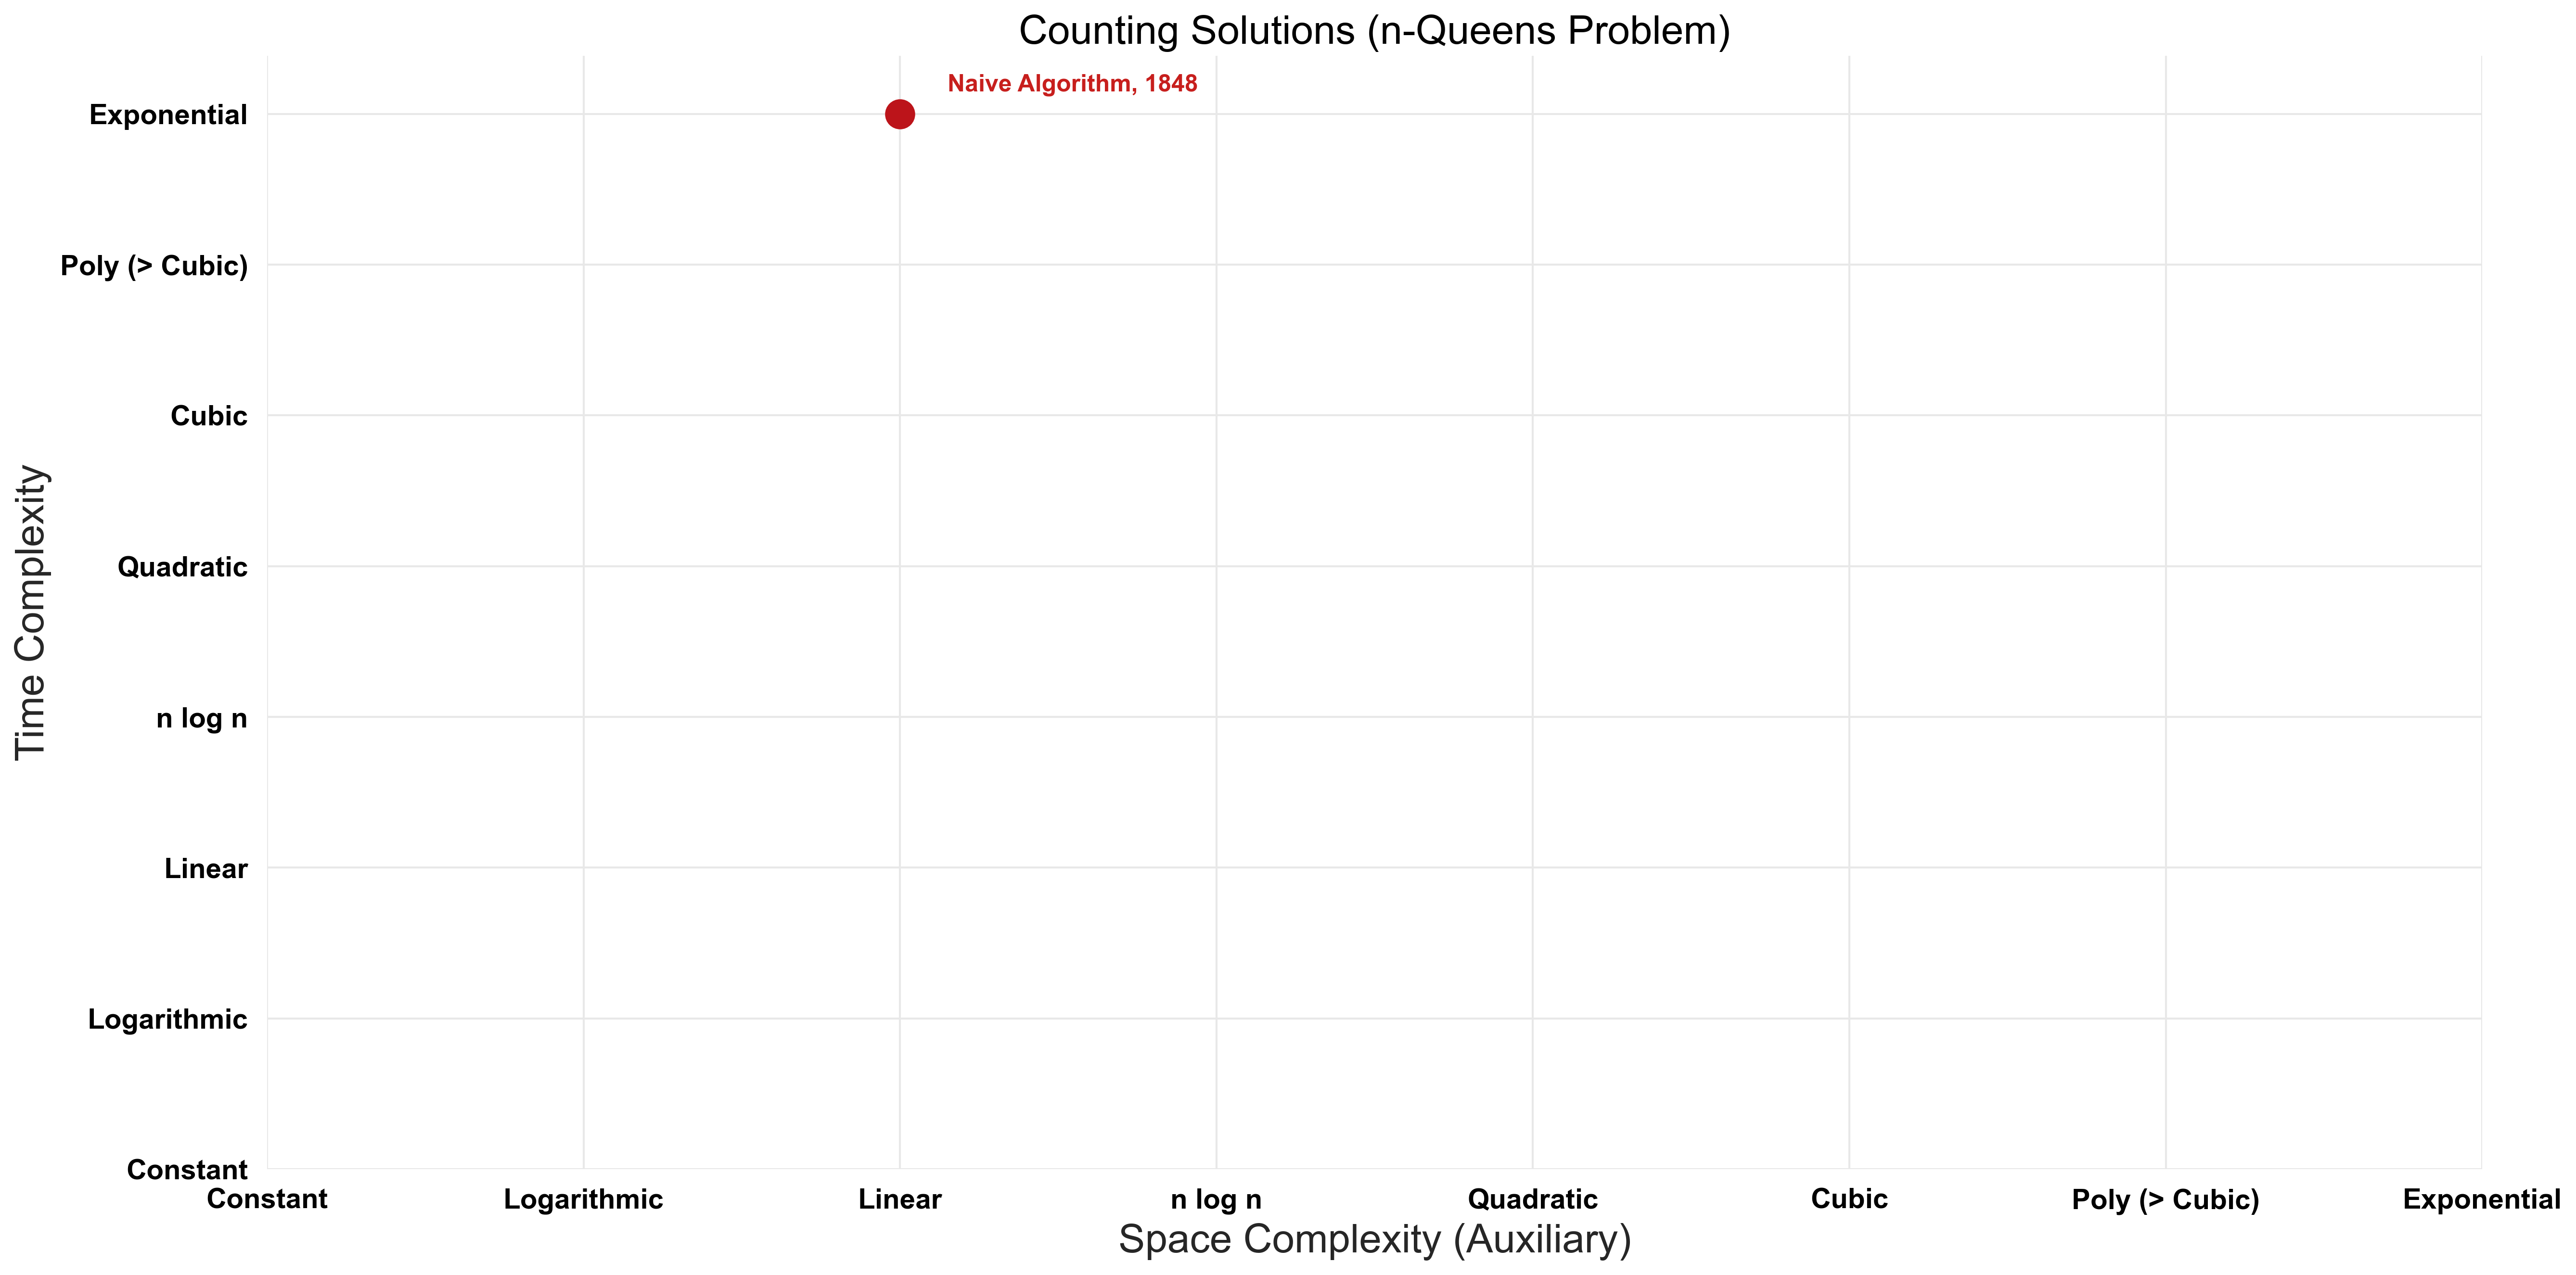 Counting Solutions (n-Queens Problem)
Naive Algorithm, 1848
Exponential
Poly (> Cubic)
Cubic
Quadratic
n log n
Linear
Logarithmic
Constant
Time Complexity
Constant
Logarithmic
Linear
n log n
Quadratic
Cubic
Poly (> Cubic)
Exponential
Space Complexity (Auxiliary)